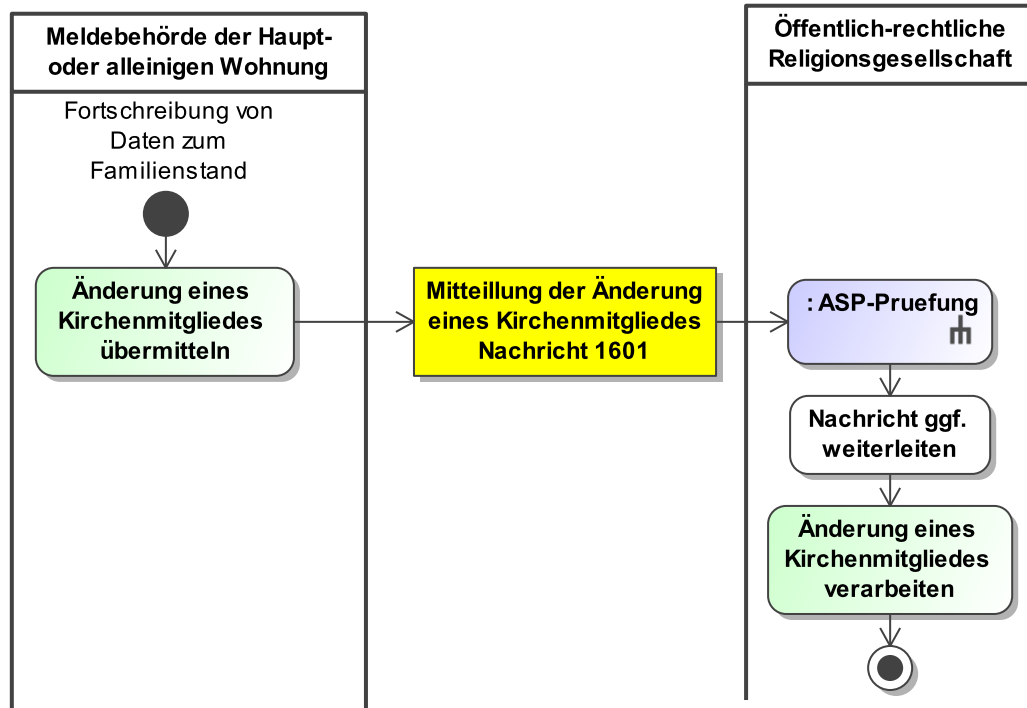 Meldebehörde der Haupt-
oder alleinigen Wohnung
Fortschreibung von
Daten zum
Familienstand
Änderung eines
Kirchenmitgliedes
übermitteln
Mitteillung der Änderung
eines Kirchenmitgliedes
Nachricht 1601
Öffentlich-rechtliche
Religionsgesellschaft
: ASP-Pruefung
Nachricht ggf.
weiterleiten
Änderung eines
Kirchenmitgliedes
verarbeiten